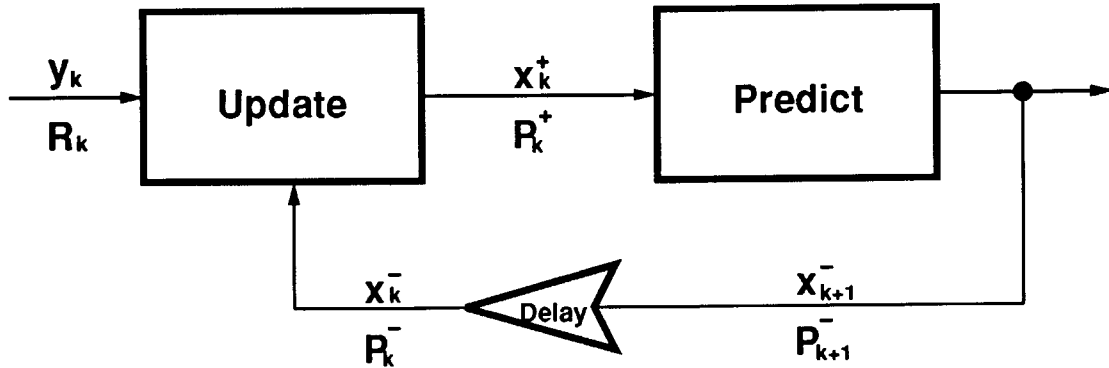 y_k
R_k
Update
x_k^+
P_k^+
Predict
x_k^-
P_k^-
Delay
x_{k+1}^-
P_{k+1}^-